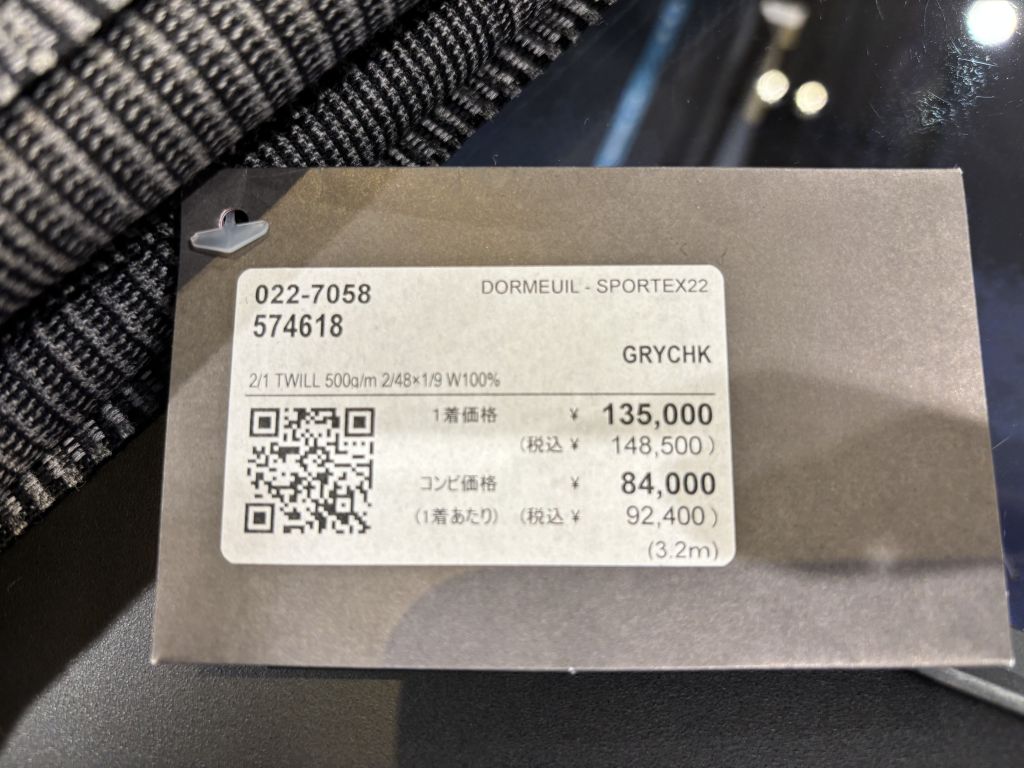 022-7058
DORMEUIL - SPORTEX22
574618
GRYCHK
2/1 TWILL 500g/m 2/48×1/9 W100%
1着価格 ¥ 135,000
(税込 ¥ 148,500)
コンビ価格 ¥ 84,000
(1着あたり) (税込 ¥ 92,400)
(3.2m)